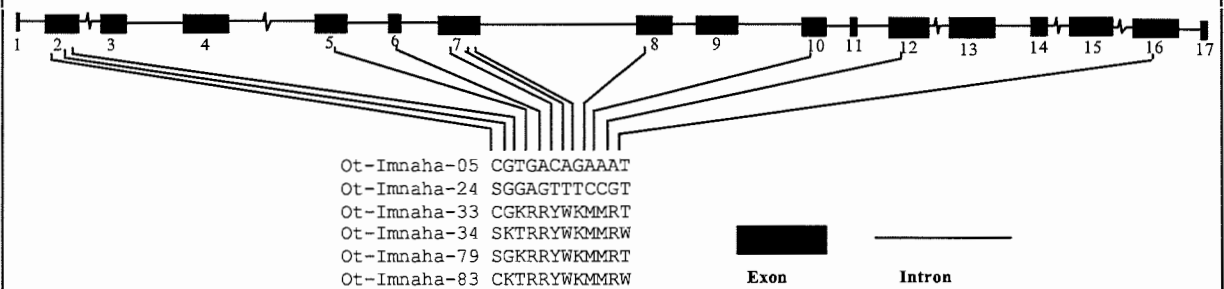 1 2 3 4 5 6 7 8 9 10 11 12 13 14 15 16 17
Ot-Imnaha-05 CGTGACAGAAAT
Ot-Imnaha-24 SGGAGTTTCCGT
Ot-Imnaha-33 CGKRRYWKMMRT
Ot-Imnaha-34 SKTRRYWKMMRW
Ot-Imnaha-79 SGKRRYWKMMRT
Ot-Imnaha-83 CKTRRYWKMMRW
Exon Intron